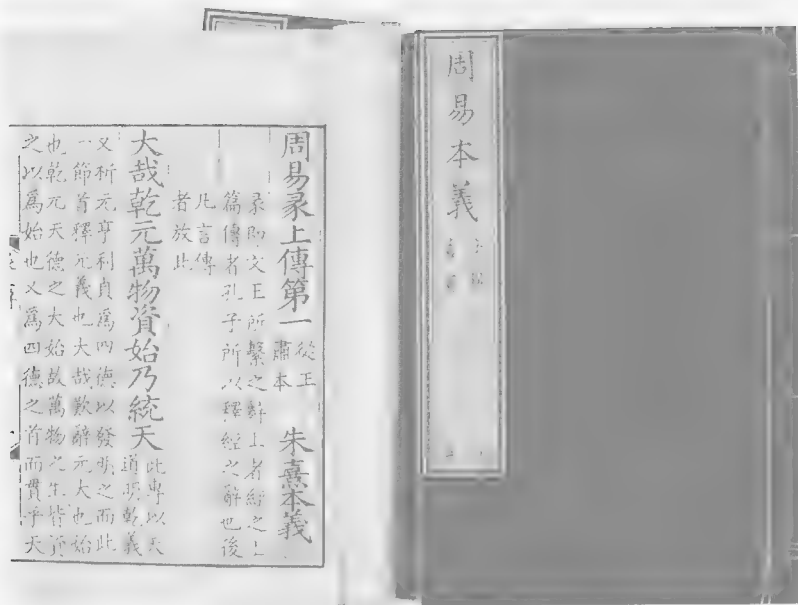 周易本義
周易彖上傳第一 從王肅本 朱熹本義
彖即文王所繫之辭上者經之上
篇傳者孔子所以釋經之辭也後
凡言傳
者放此
大哉乾元萬物資始乃統天 此專以天道明乾義
又析元亨利貞爲四德以發明之而此
一節首釋元義也大哉歎辭元大也始
也乾元天德之大始故萬物之生皆資
之以爲始也又爲四德之首而貫乎天